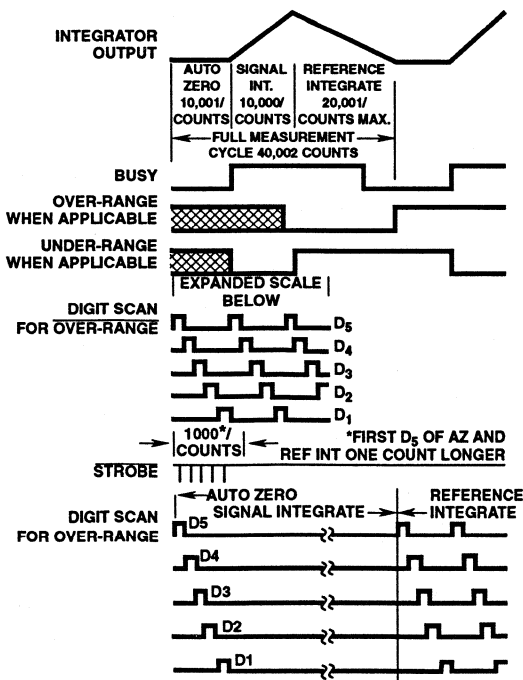 INTEGRATOR
OUTPUT
AUTO
ZERO
10,001/
COUNTS
SIGNAL
INT.
10,000/
COUNTS
REFERENCE
INTEGRATE
20,001/
COUNTS MAX.
FULL MEASUREMENT
CYCLE 40,002 COUNTS
BUSY
OVER-RANGE
WHEN APPLICABLE
UNDER-RANGE
WHEN APPLICABLE
EXPANDED SCALE
BELOW
DIGIT SCAN
FOR OVER-RANGE
D5
D4
D3
D2
D1
1000*/
COUNTS
*FIRST D5 OF AZ AND
REF INT ONE COUNT LONGER
STROBE
AUTO ZERO
SIGNAL INTEGRATE
REFERENCE
INTEGRATE
DIGIT SCAN
FOR OVER-RANGE
D5
D4
D3
D2
D1